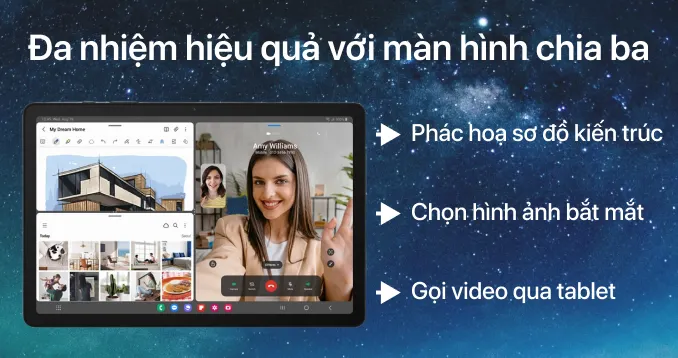 Đa nhiệm hiệu quả với màn hình chia ba
My Dream Home
Amy Williams
Today
Phác hoạ sơ đồ kiến trúc
Chọn hình ảnh bắt mắt
Gọi video qua tablet